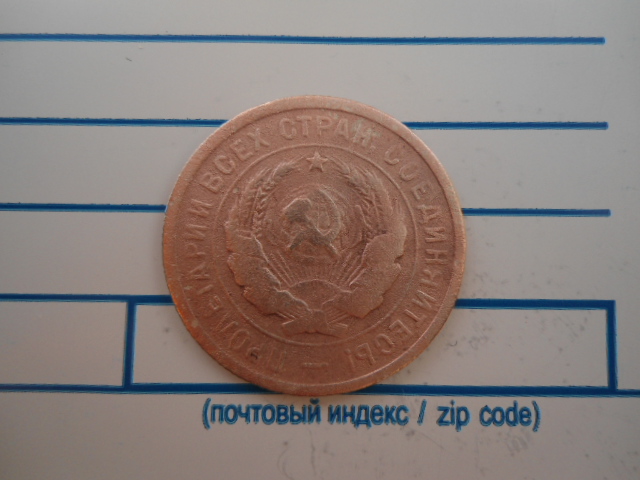 ПРОЛЕТАРИИ ВСЕХ СТРАН, СОЕДИНЯЙТЕСЬ
(почтовый индекс / zip code)